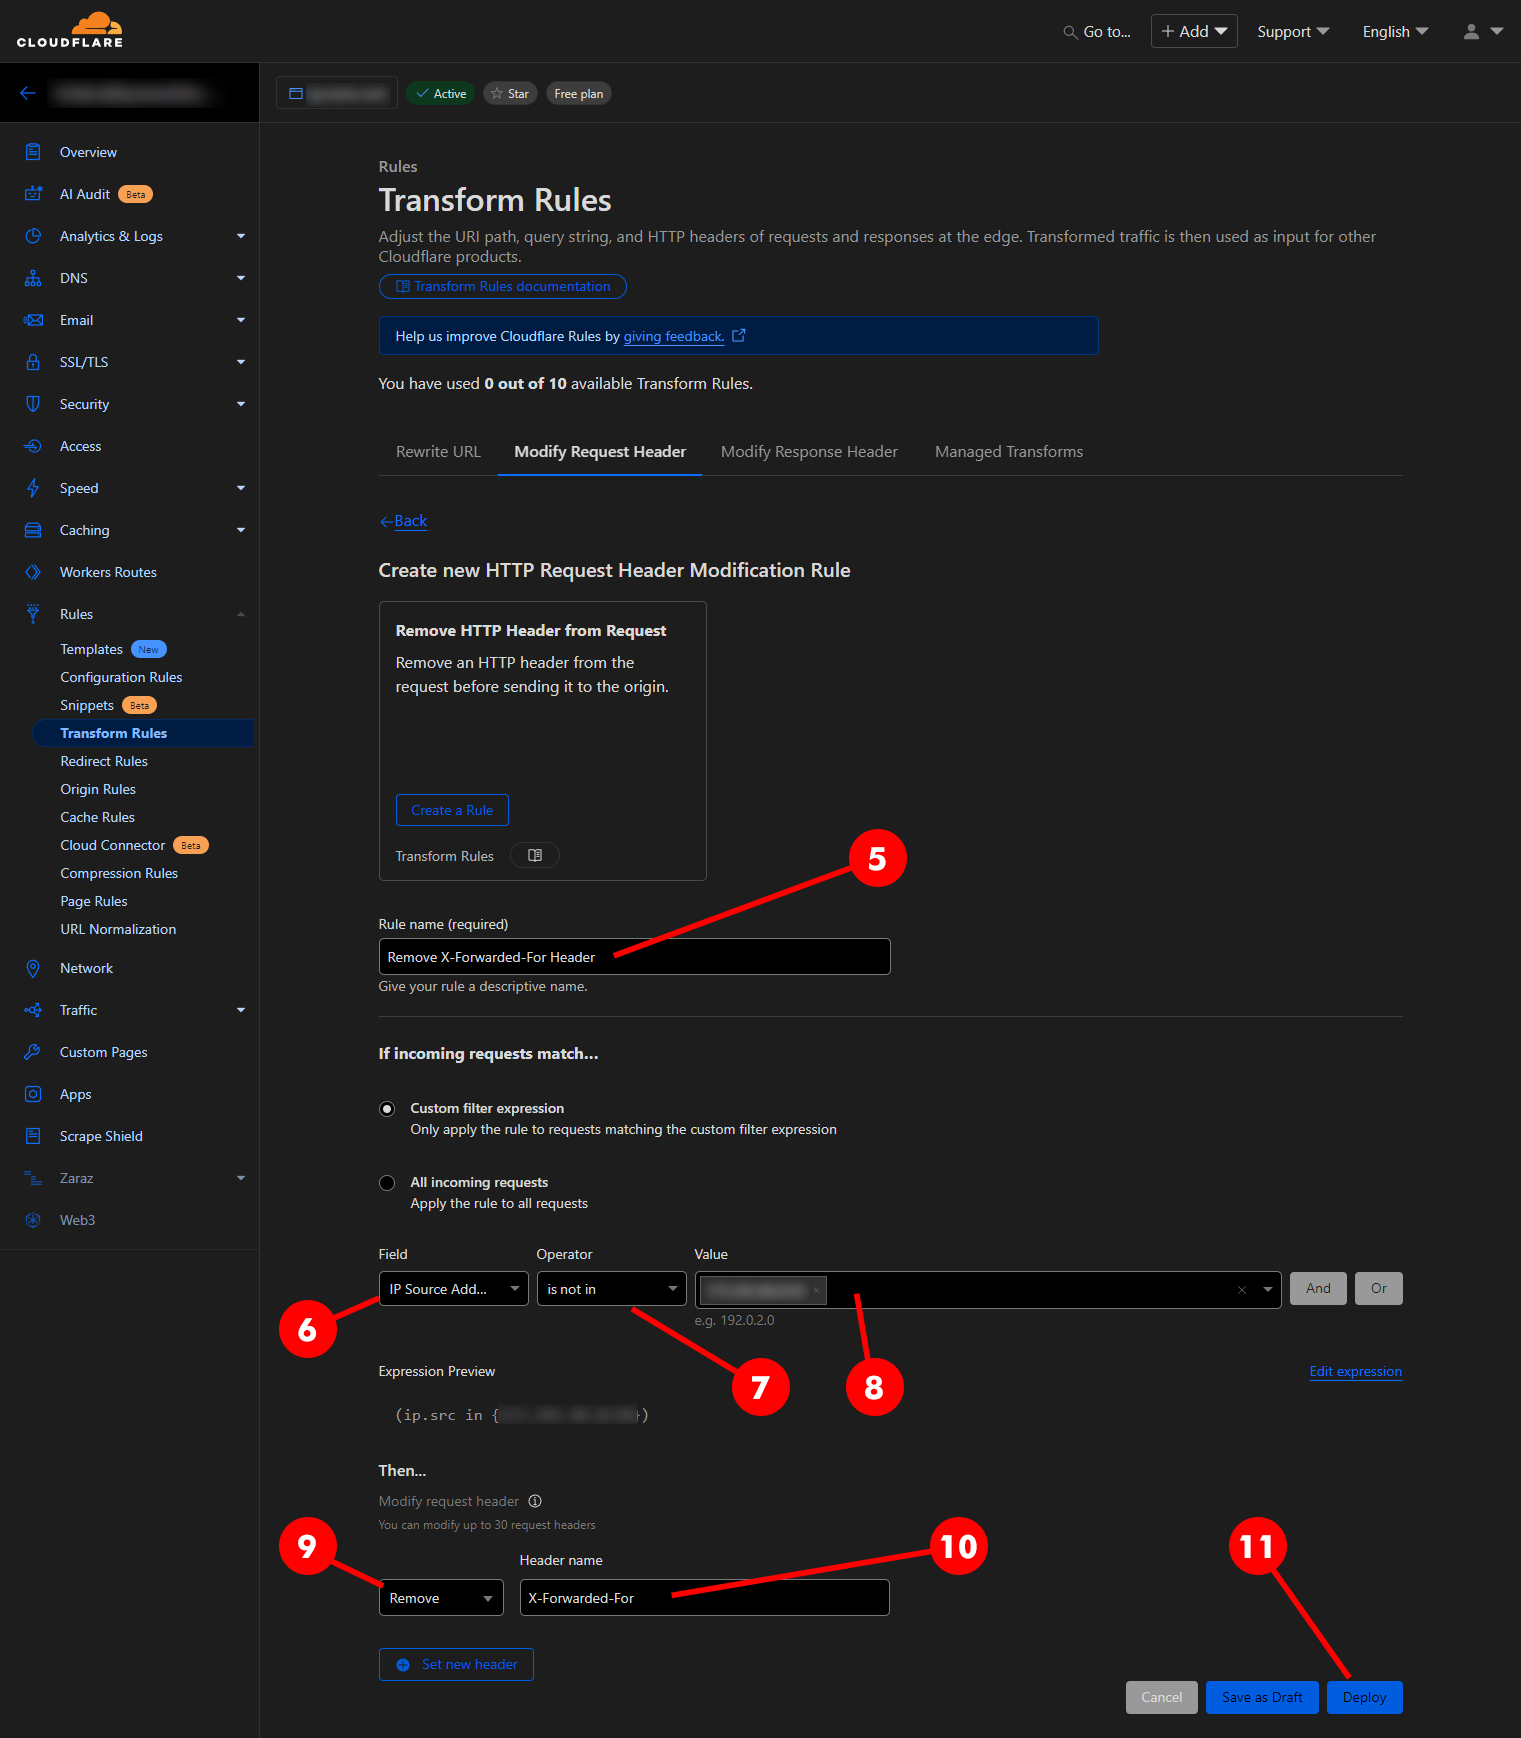 CLOUDFLARE
Go to...
Add
Support
English
Active
Star
Free plan
Overview
AI Audit Beta
Analytics & Logs
DNS
Email
SSL/TLS
Security
Access
Speed
Caching
Workers Routes
Rules
Templates New
Configuration Rules
Snippets Beta
Transform Rules
Redirect Rules
Origin Rules
Cache Rules
Cloud Connector Beta
Compression Rules
Page Rules
URL Normalization
Network
Traffic
Custom Pages
Apps
Scrape Shield
Zaraz
Web3
Rules
Transform Rules
Adjust the URI path, query string, and HTTP headers of requests and responses at the edge. Transformed traffic is then used as input for other
Cloudflare products.
Transform Rules documentation
Help us improve Cloudflare Rules by giving feedback.
You have used 0 out of 10 available Transform Rules.
Rewrite URL Modify Request Header Modify Response Header Managed Transforms
Back
Create new HTTP Request Header Modification Rule
Remove HTTP Header from Request
Remove an HTTP header from the
request before sending it to the origin.
Create a Rule
Transform Rules
5
Rule name (required)
Remove X-Forwarded-For Header
Give your rule a descriptive name.
If incoming requests match...
Custom filter expression
Only apply the rule to requests matching the custom filter expression
All incoming requests
Apply the rule to all requests
Field Operator Value
IP Source Add... is not in And Or
e.g. 192.0.2.0
6
7
8
Expression Preview Edit expression
(ip.src in { })
Then...
Modify request header
You can modify up to 30 request headers
9
10
11
Header name
Remove X-Forwarded-For
Set new header
Cancel Save as Draft Deploy